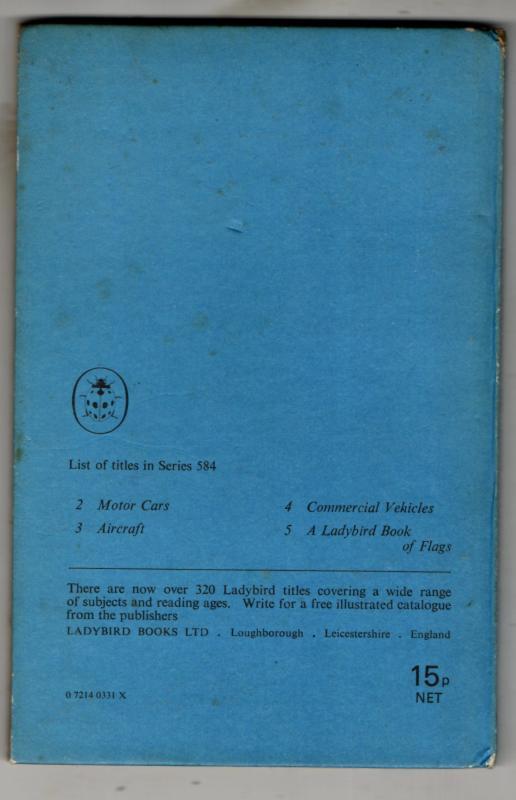 List of titles in Series 584
2 Motor Cars
3 Aircraft
4 Commercial Vehicles
5 A Ladybird Book
of Flags
There are now over 320 Ladybird titles covering a wide range
of subjects and reading ages. Write for a free illustrated catalogue
from the publishers
LADYBIRD BOOKS LTD . Loughborough . Leicestershire . England
15p
NET
0 7214 0331 X